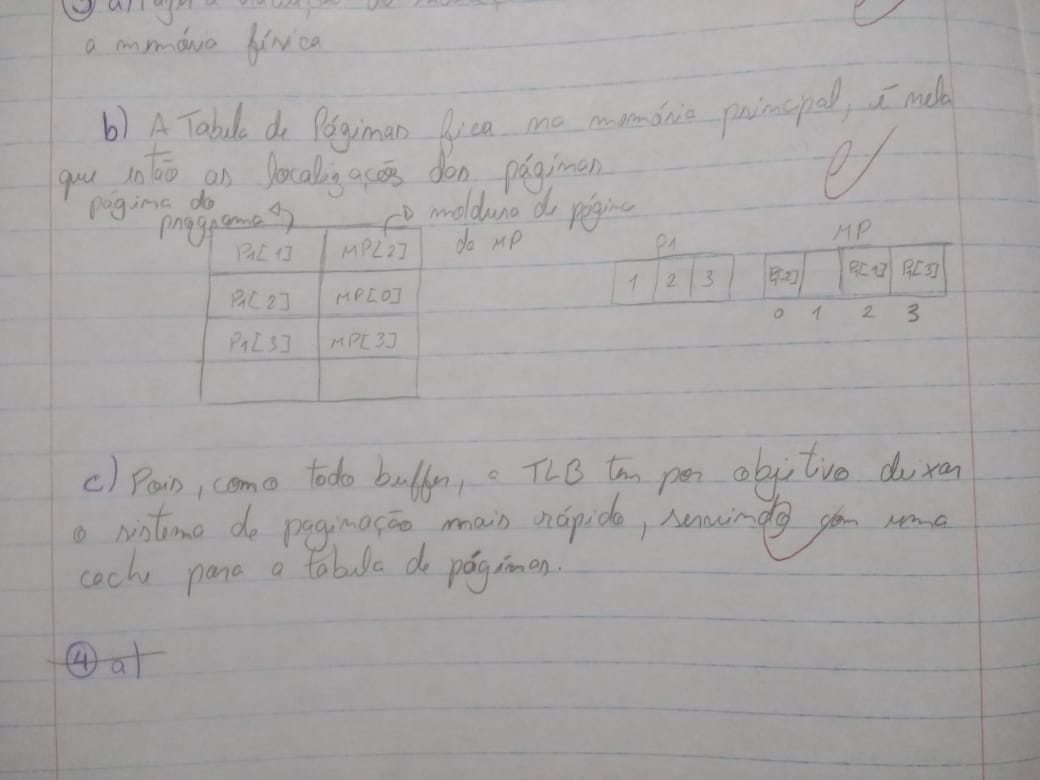 ③ a)
a memória física
b) A Tabela de Páginas fica na memória principal, é nela
que estão as localizações das páginas
página do
programa
moldura de página
da MP
P1[1] MP[2]
P1[2] MP[0]
P1[3] MP[3]
P1
1 2 3
MP
P1[2] P1[1] P1[3]
0 1 2 3
c) Pois, como todo buffer, a TLB tem por objetivo deixar
o sistema de paginação mais rápido, servindo com uma
cache para a tabela de páginas.
④ a)